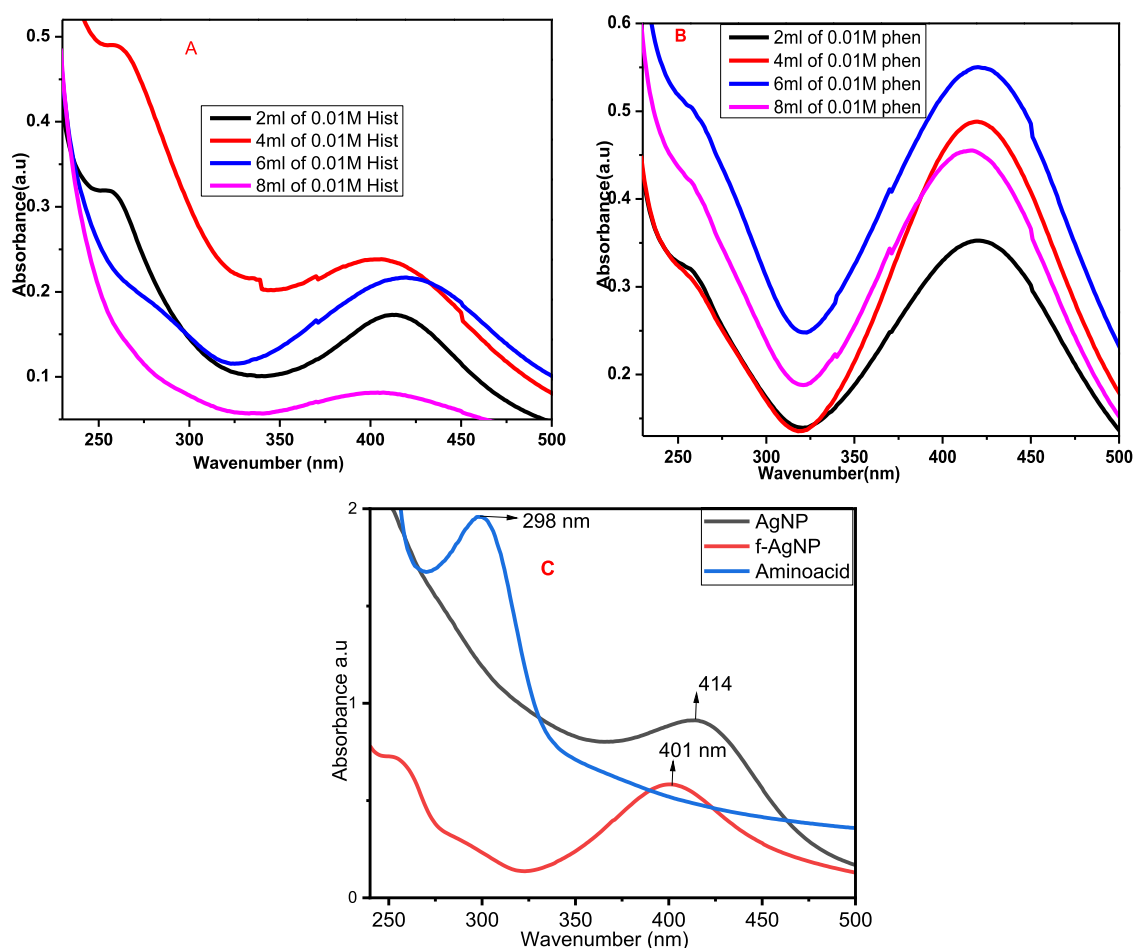 A
2ml of 0.01M Hist
4ml of 0.01M Hist
6ml of 0.01M Hist
8ml of 0.01M Hist
Absorbance(a.u)
0.5
0.4
0.3
0.2
0.1
250 300 350 400 450 500
Wavenumber (nm)
B
2ml of 0.01M phen
4ml of 0.01M phen
6ml of 0.01M phen
8ml of 0.01M phen
Absorbance(a.u)
0.6
0.5
0.4
0.3
0.2
250 300 350 400 450 500
Wavenumber(nm)
C
AgNP
f-AgNP
Aminoacid
298 nm
414
401 nm
Absorbance a.u
2
1
0
250 300 350 400 450 500
Wavenumber (nm)